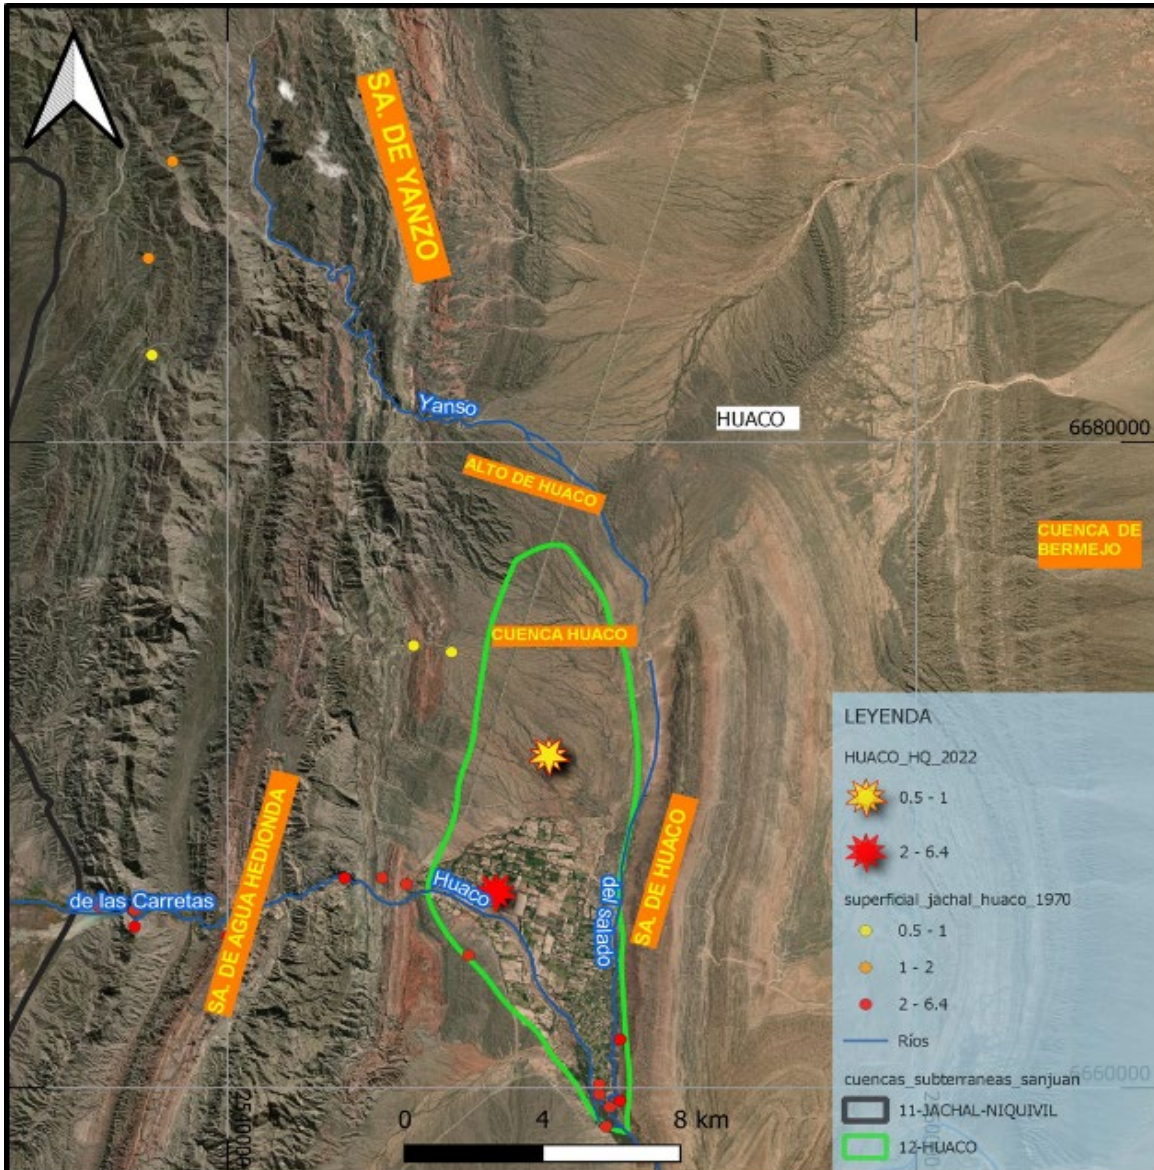 SA. DE YANZO
Yanso
HUACO
6680000
ALTO DE HUACO
CUENCA DE
BERMEJO
CUENCA HUACO
LEYENDA
HUACO_HQ_2022
0.5 - 1
2 - 6.4
superficial_jachal_huaco_1970
0.5 - 1
1 - 2
2 - 6.4
Ríos
cuencas_subterraneas_sanjuan
11-JACHAL-NIQUIVIL
12-HUACO
SA. DE AGUA HEDIONDA
de las Carretas
Huaco
del salado
SA. DE HUACO
6660000
2540000
0 4 8 km